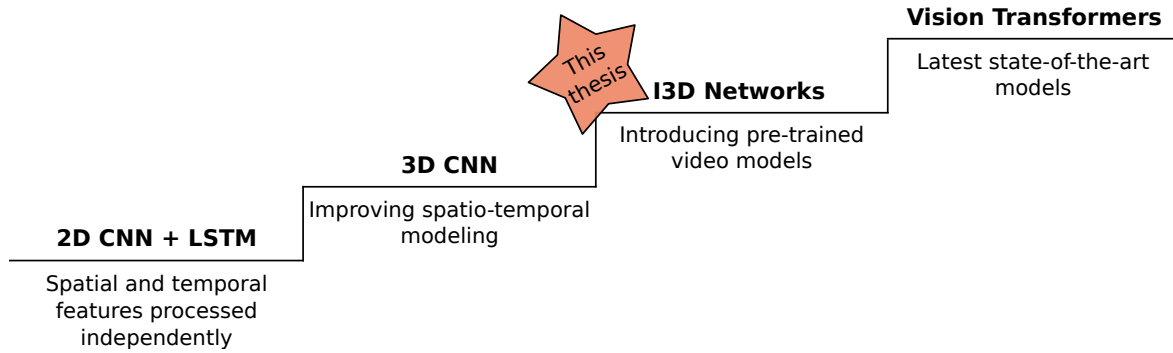 Vision Transformers
Latest state-of-the-art
models
This
thesis
I3D Networks
Introducing pre-trained
video models
3D CNN
Improving spatio-temporal
modeling
2D CNN + LSTM
Spatial and temporal
features processed
independently